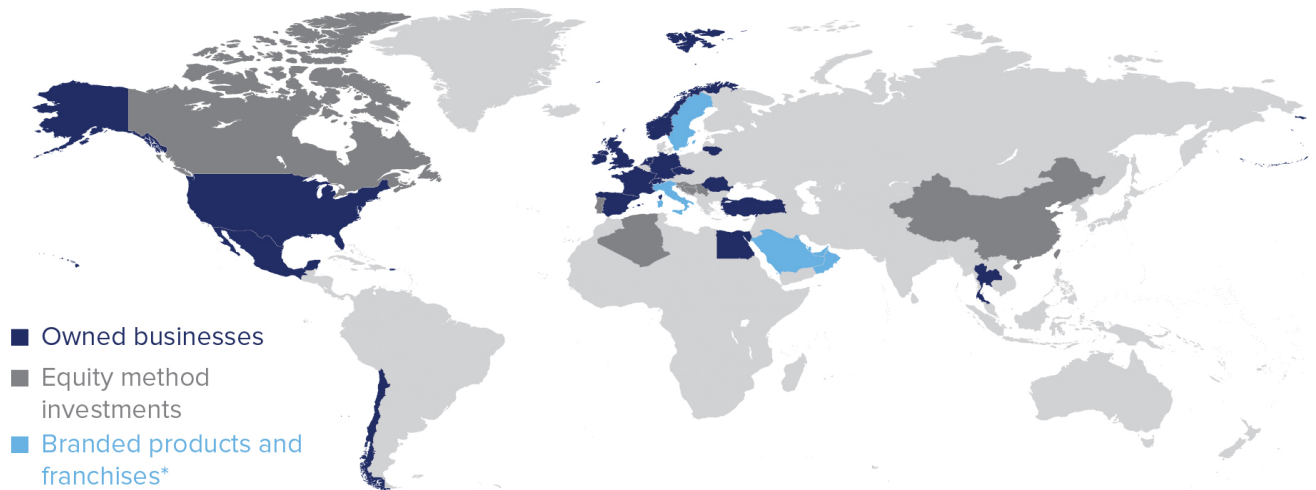 Owned businesses
Equity method
investments
Branded products and
franchises*